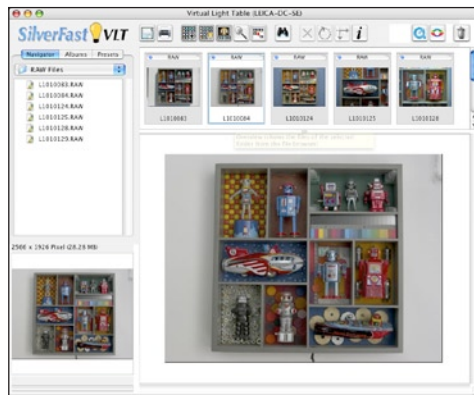 Virtual Light Table (LEICA-DC-SE)
SilverFast VLT
Navigator Albums Presets
RAW Files
L1010063.RAW
L1010084.RAW
L1010124.RAW
L1010125.RAW
L1010128.RAW
L1010129.RAW
RAW RAW RAW RAW RAW
L1010063 L1010084 L1010124 L1010125 L1010128
2566 x 1926 Pixel (28.28 MB)